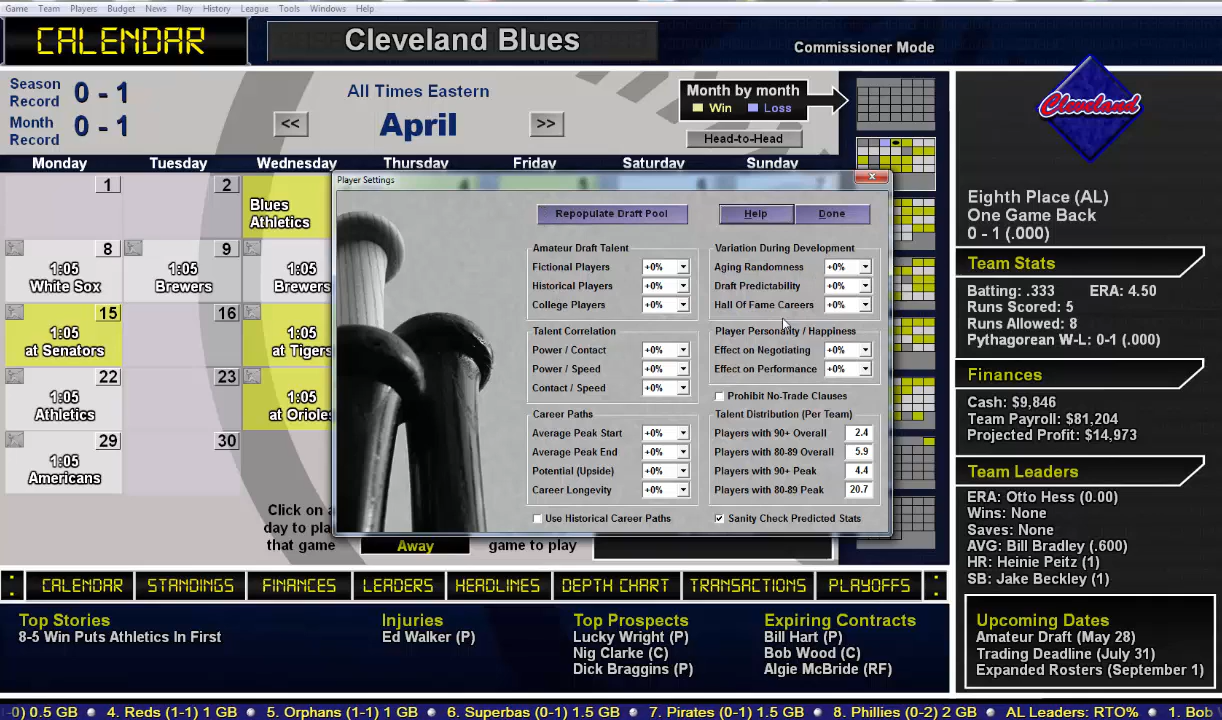 Game Team Players Budget News Play History League Tools Windows Help
CALENDAR
Cleveland Blues
Commissioner Mode
Season Record 0 - 1
Month Record 0 - 1
All Times Eastern
<< April >>
Month by month
Win Loss
Head-to-Head
Monday Tuesday Wednesday Thursday Friday Saturday Sunday
1 2
Blues
Athletics
8 9
1:05 White Sox
1:05 Brewers
1:05 Brewers
15 16
1:05 at Senators
1:05 at Tigers
22 23
1:05 Athletics
1:05 at Oriole
29 30
1:05 Americans
Click on a
day to pla
that game
Away
game to play
Player Settings
Repopulate Draft Pool
Help
Done
Amateur Draft Talent
Fictional Players +0%
Historical Players +0%
College Players +0%
Talent Correlation
Power / Contact +0%
Power / Speed +0%
Contact / Speed +0%
Career Paths
Average Peak Start +0%
Average Peak End +0%
Potential (Upside) +0%
Career Longevity +0%
Use Historical Career Paths
Variation During Development
Aging Randomness +0%
Draft Predictability +0%
Hall Of Fame Careers +0%
Player Personality / Happiness
Effect on Negotiating +0%
Effect on Performance +0%
Prohibit No-Trade Clauses
Talent Distribution (Per Team)
Players with 90+ Overall 2.4
Players with 80-89 Overall 5.9
Players with 90+ Peak 4.4
Players with 80-89 Peak 20.7
Sanity Check Predicted Stats
Cleveland
Eighth Place (AL)
One Game Back
0 - 1 (.000)
Team Stats
Batting: .333 ERA: 4.50
Runs Scored: 5
Runs Allowed: 8
Pythagorean W-L: 0-1 (.000)
Finances
Cash: $9,846
Team Payroll: $81,204
Projected Profit: $14,973
Team Leaders
ERA: Otto Hess (0.00)
Wins: None
Saves: None
AVG: Bill Bradley (.600)
HR: Heinie Peitz (1)
SB: Jake Beckley (1)
: CALENDAR STANDINGS FINANCES LEADERS HEADLINES DEPTH CHART TRANSACTIONS PLAYOFFS :
Top Stories
8-5 Win Puts Athletics In First
Injuries
Ed Walker (P)
Top Prospects
Lucky Wright (P)
Nig Clarke (C)
Dick Braggins (P)
Expiring Contracts
Bill Hart (P)
Bob Wood (C)
Algie McBride (RF)
Upcoming Dates
Amateur Draft (May 28)
Trading Deadline (July 31)
Expanded Rosters (September 1)
-0) 0.5 GB 4. Reds (1-1) 1 GB 5. Orphans (1-1) 1 GB 6. Superbas (0-1) 1.5 GB 7. Pirates (0-1) 1.5 GB 8. Phillies (0-2) 2 GB AL Leaders: RTO% 1. Bob